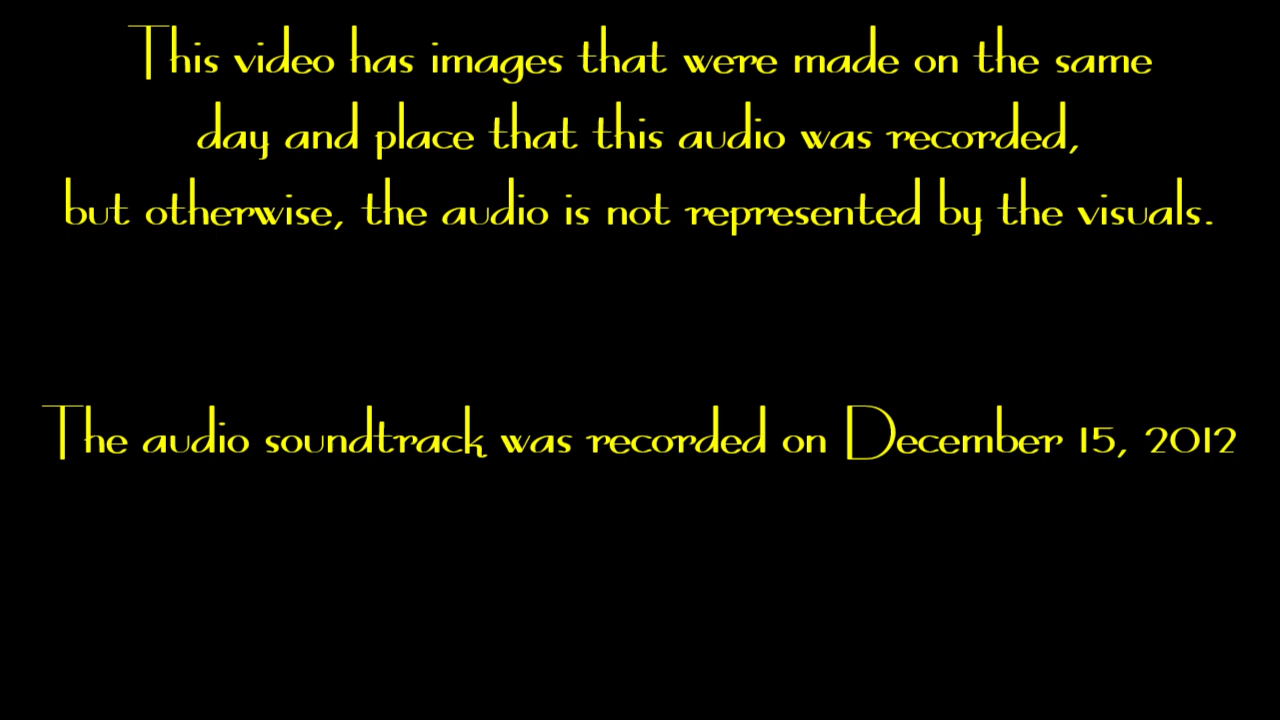 This video has images that were made on the same
day and place that this audio was recorded,
but otherwise, the audio is not represented by the visuals.
The audio soundtrack was recorded on December 15, 2012